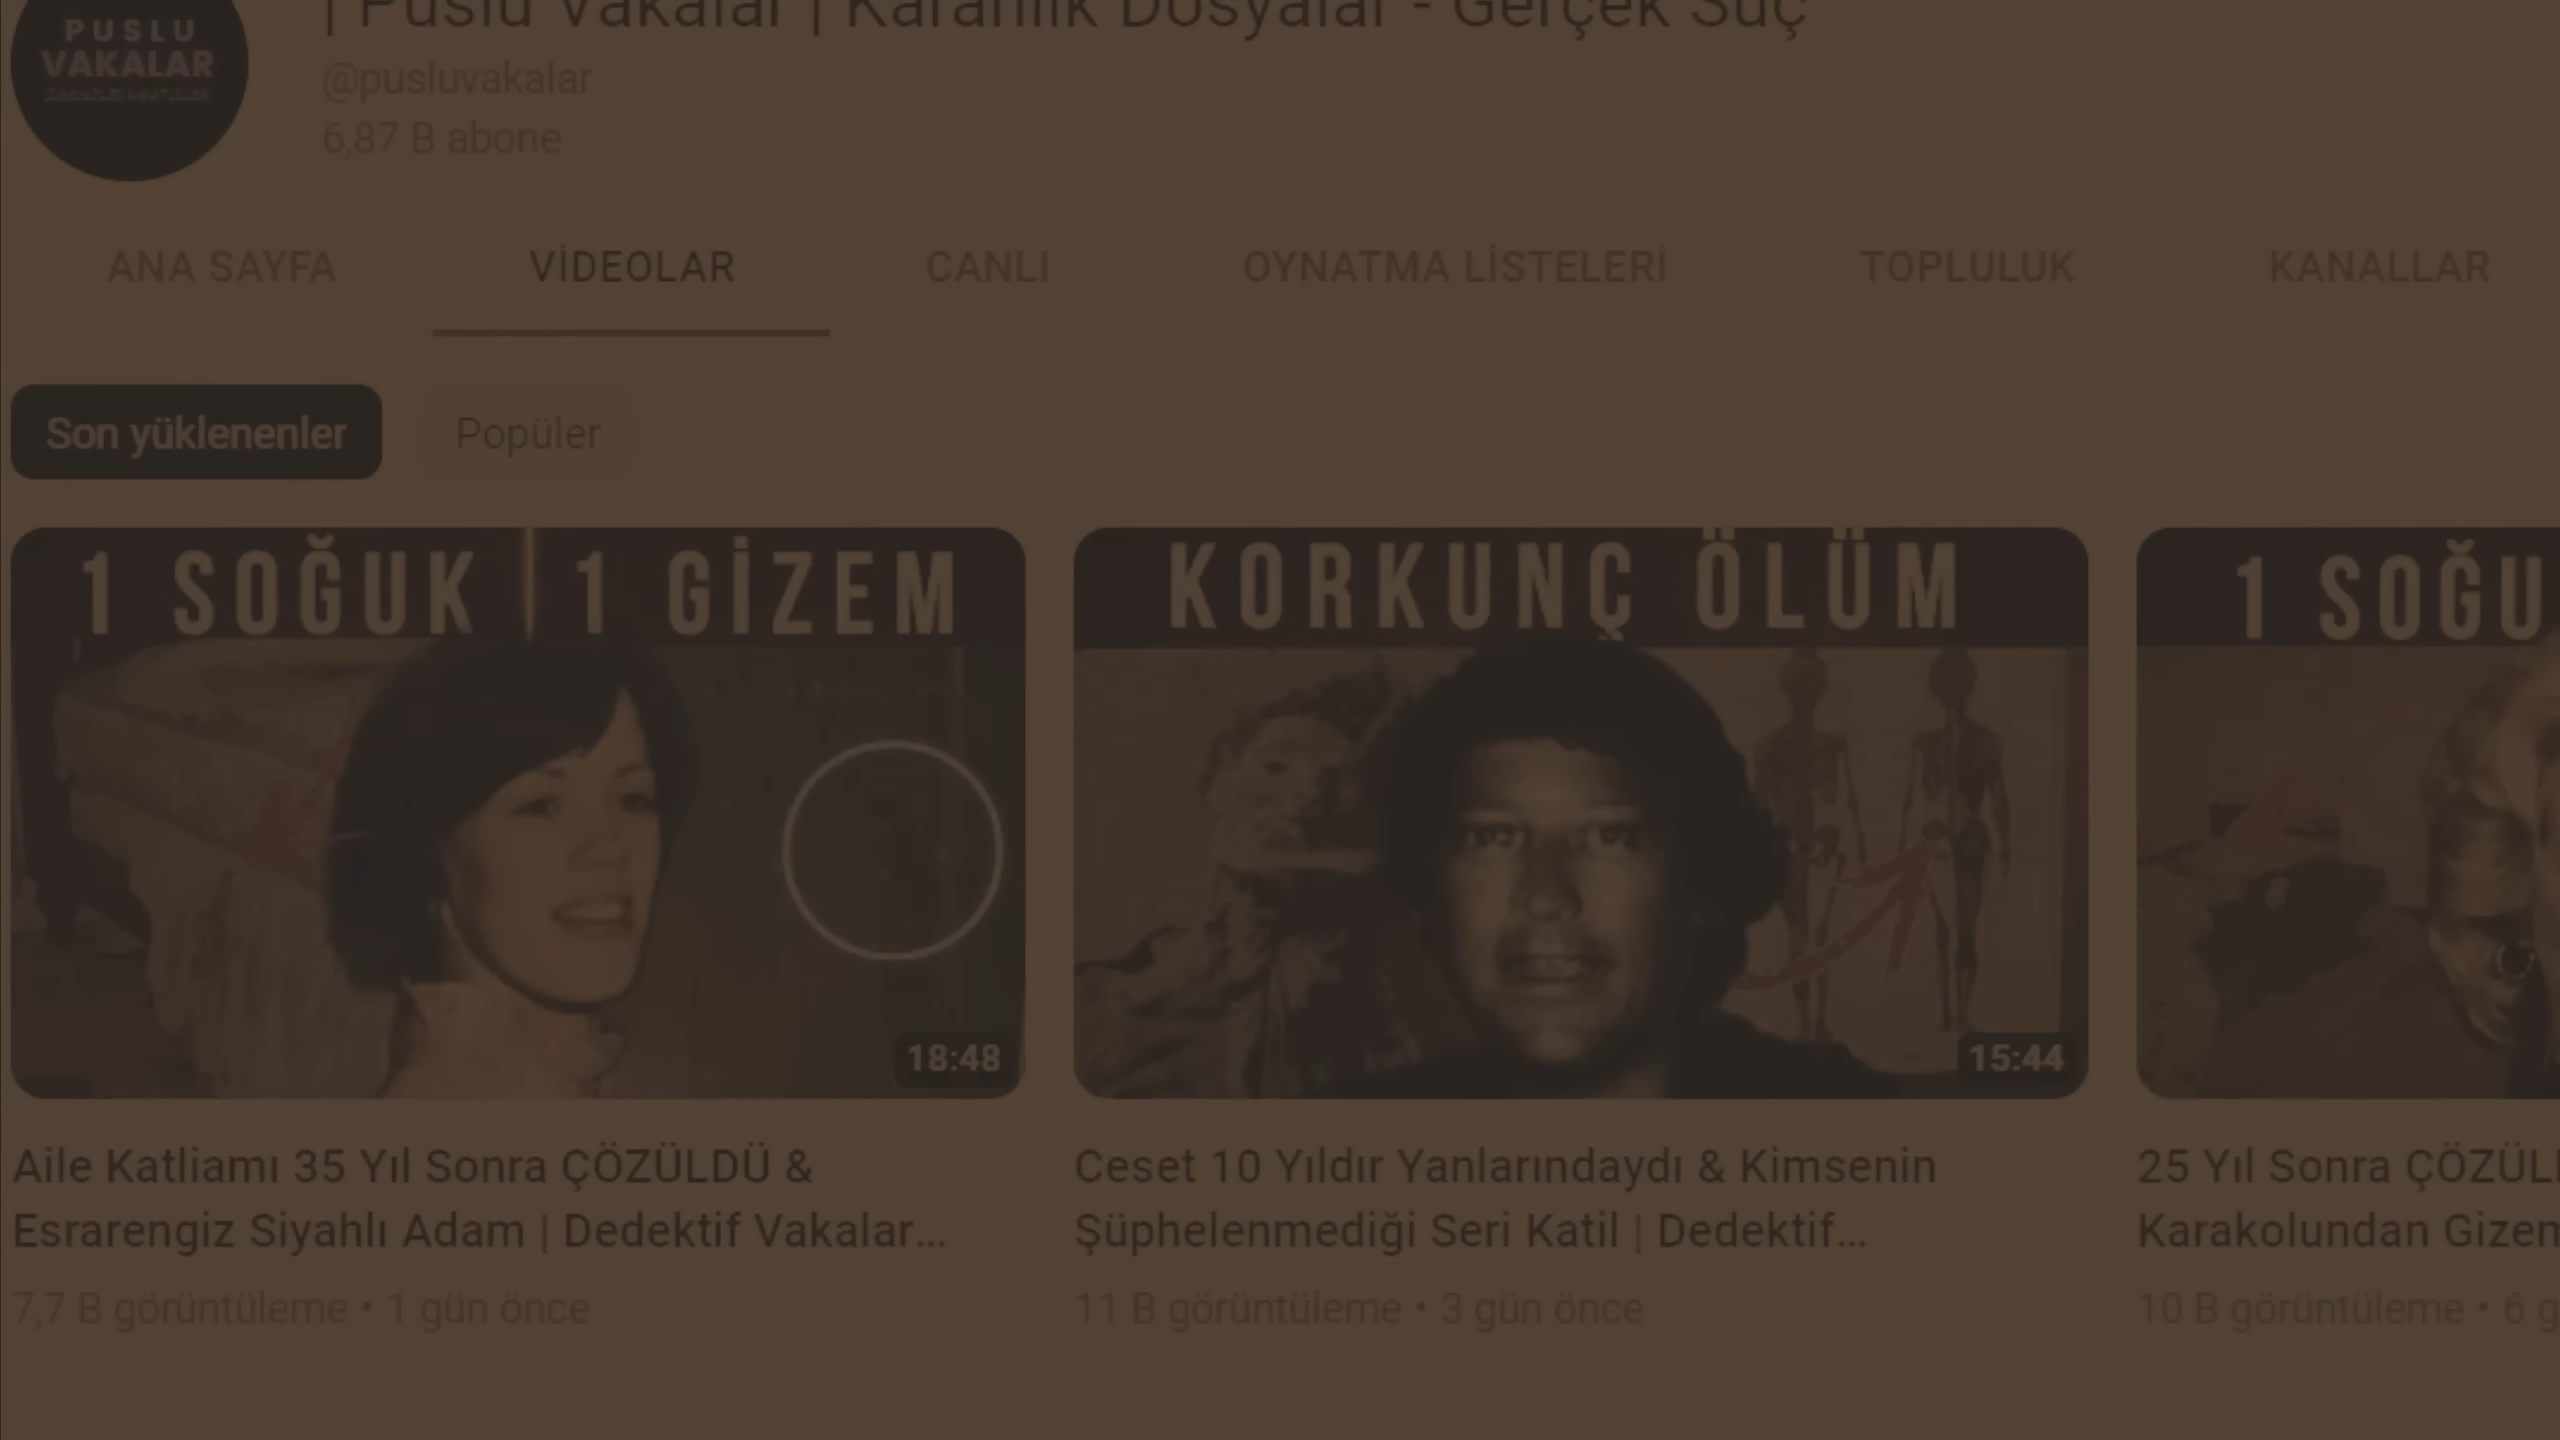 | Puslu Vakalar | Karanlık Dosyalar - Gerçek Suç
PUSLU
VAKALAR
@pusluvakalar
6,87 B abone
ANA SAYFA VİDEOLAR CANLI OYNATMA LİSTELERİ TOPLULUK KANALLAR
Son yüklenenler Popüler
1 SOĞUK 1 GİZEM
18:48
Aile Katliamı 35 Yıl Sonra ÇÖZÜLDÜ &
Esrarengiz Siyahlı Adam | Dedektif Vakalar...
7,7 B görüntüleme • 1 gün önce
KORKUNÇ ÖLÜM
15:44
Ceset 10 Yıldır Yanlarındaydı & Kimsenin
Şüphelenmediği Seri Katil | Dedektif...
11 B görüntüleme • 3 gün önce
1 SOĞU
25 Yıl Sonra ÇÖZÜL
Karakolundan Gizem
10 B görüntüleme • 6 g